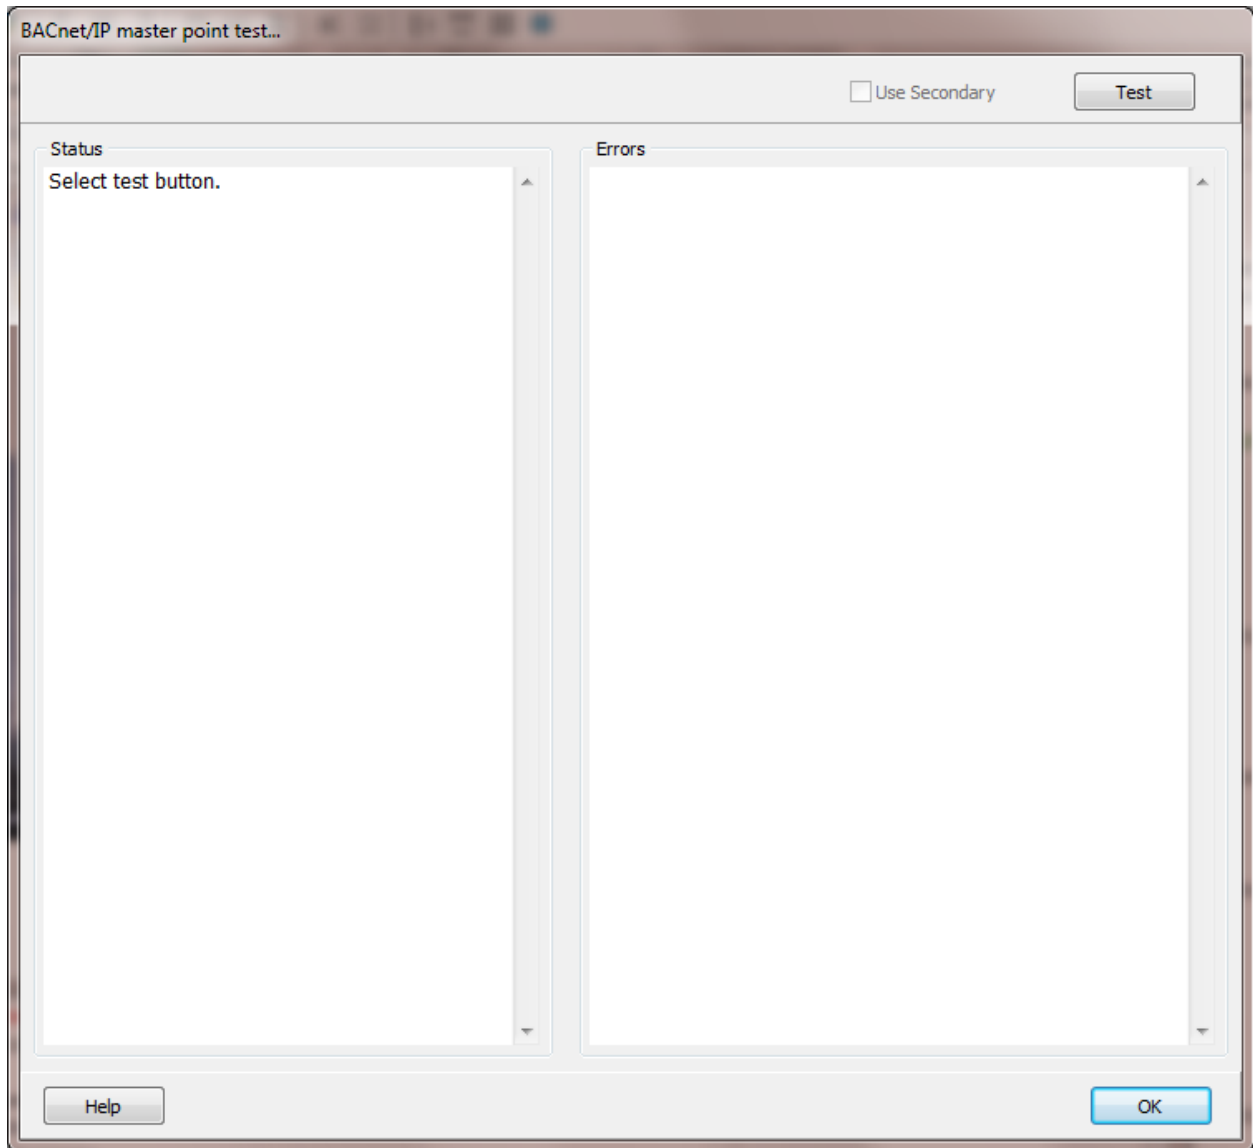 BACnet/IP master point test...
Use Secondary
Test
Status
Errors
Select test button.
Help
OK